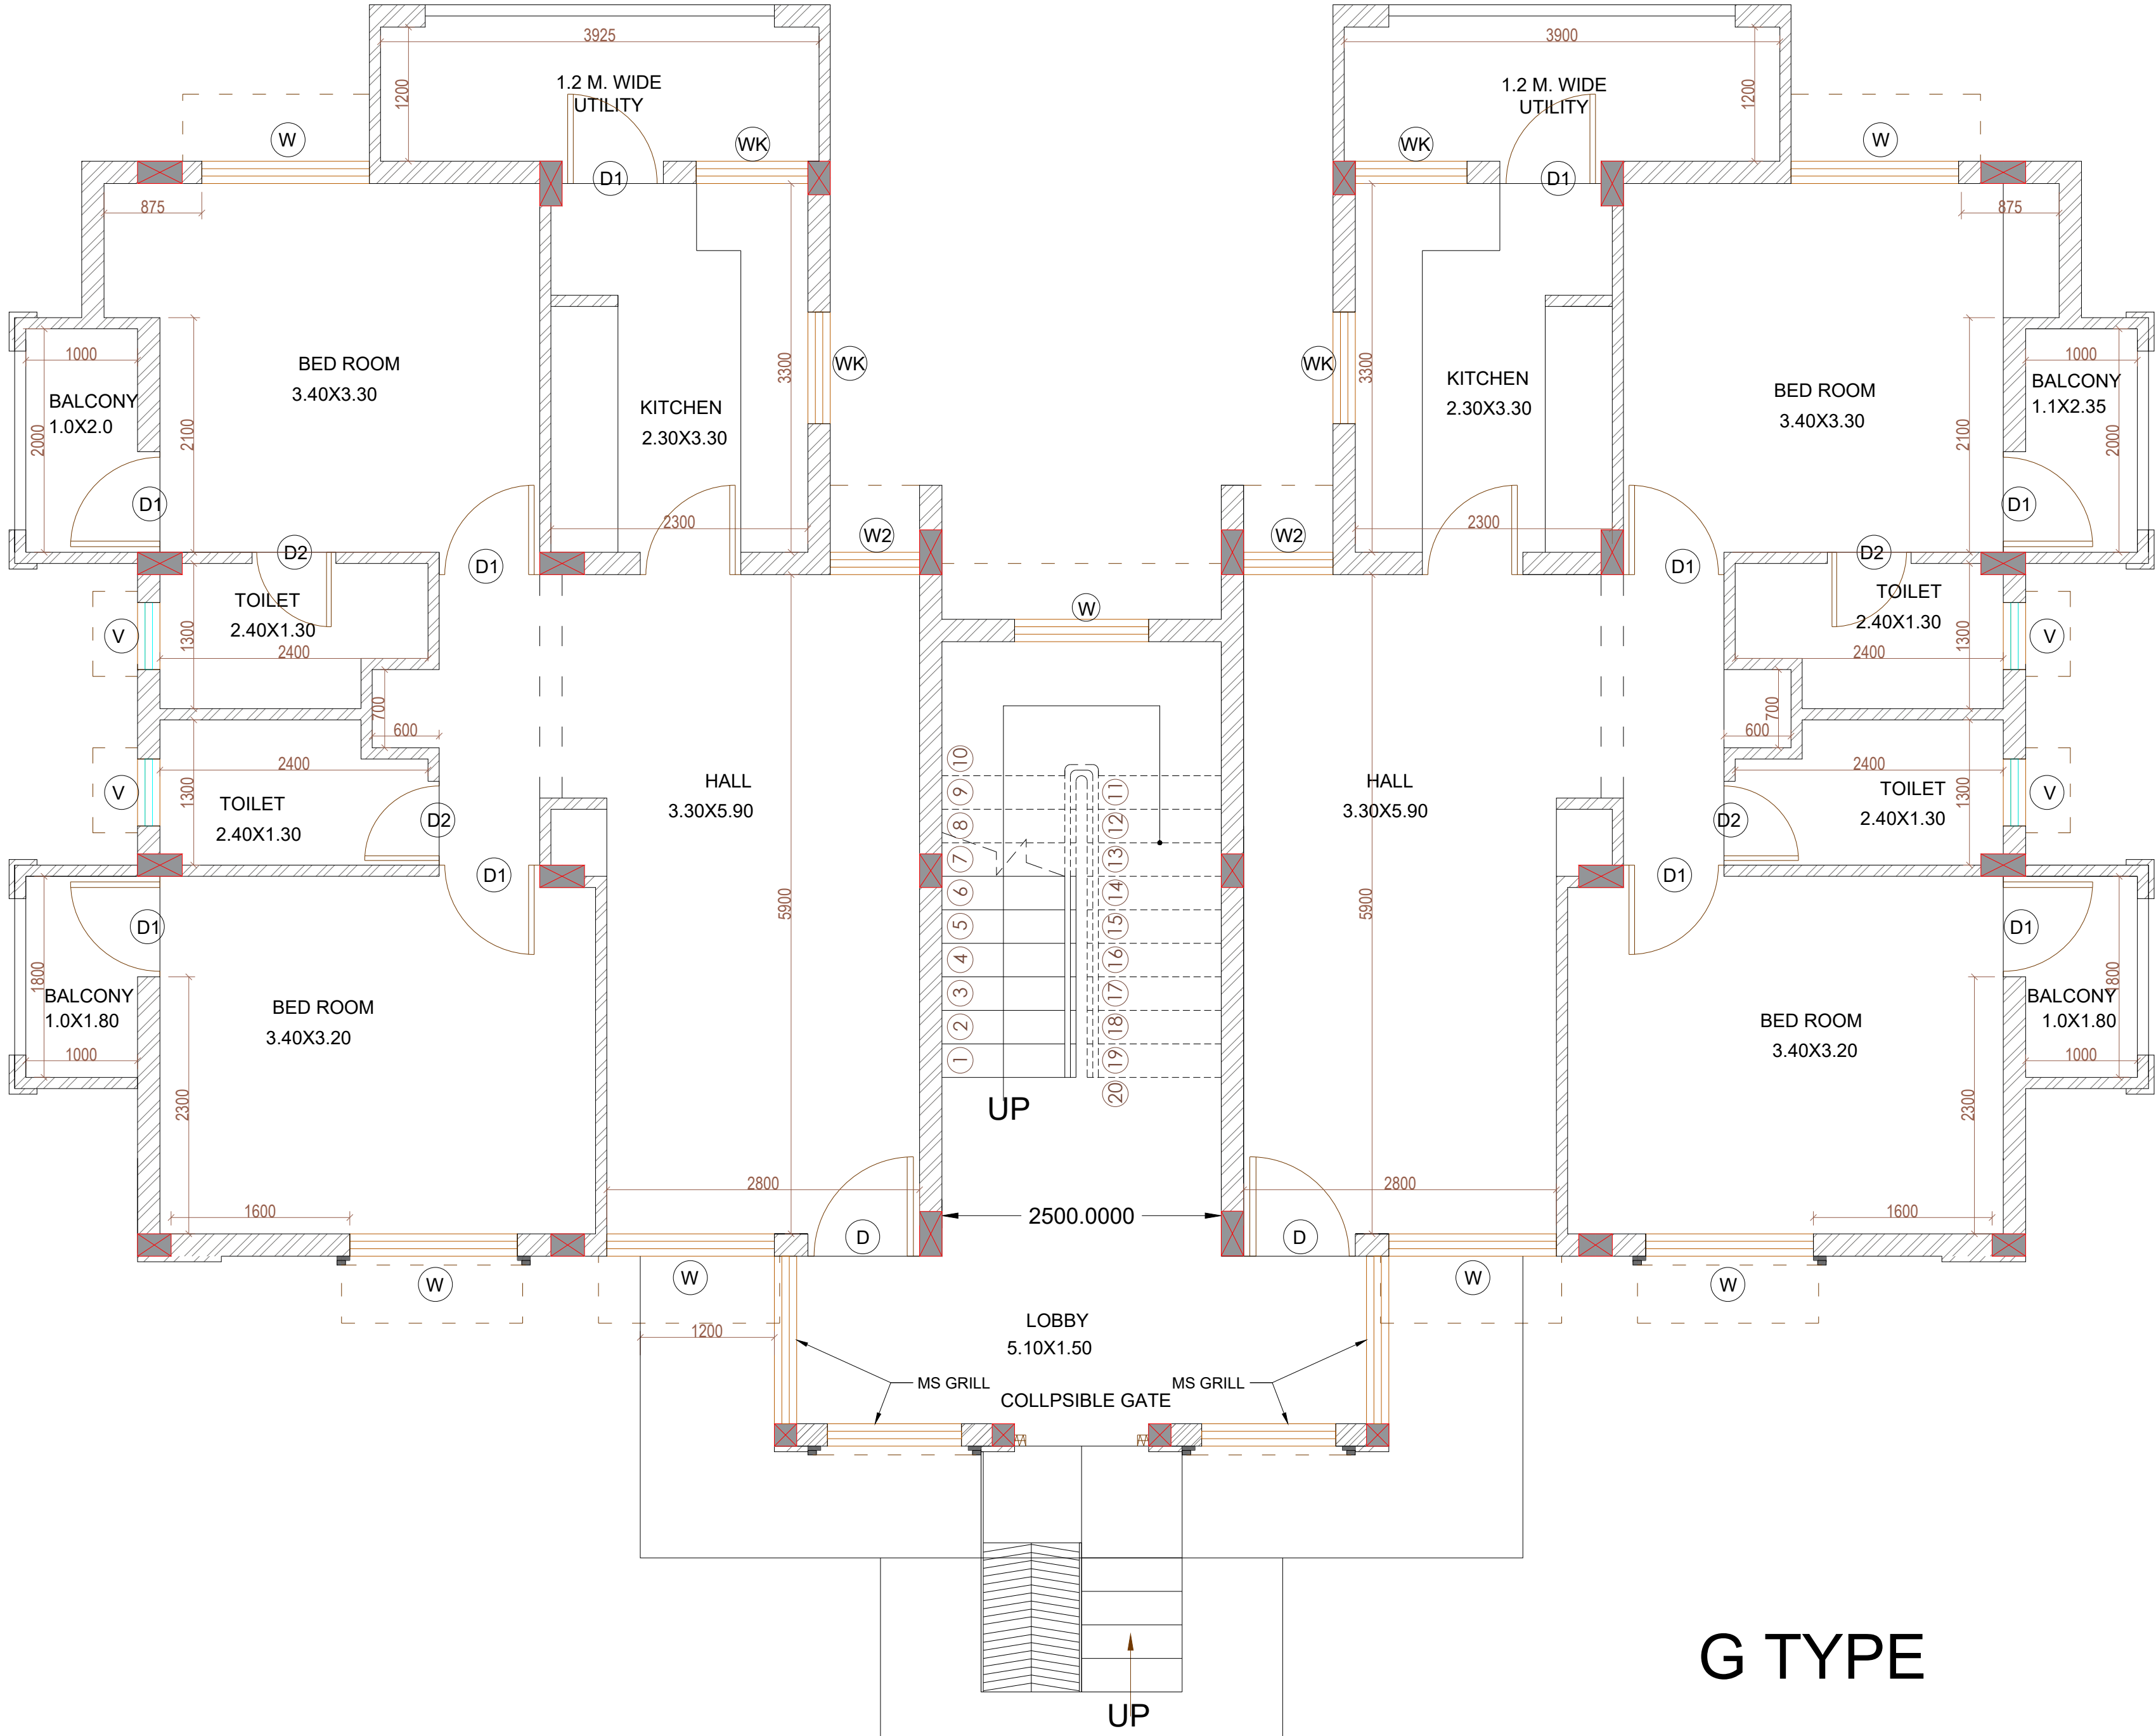 3925
3900
1.2 M. WIDE
UTILITY
1200
1.2 M. WIDE
UTILITY
1200
W
WK
D1
WK
D1
W
875
875
BED ROOM
3.40X3.30
1000
BALCONY
1.0X2.0
2000
2100
D1
KITCHEN
2.30X3.30
3300
WK
2300
WK
3300
KITCHEN
2.30X3.30
2300
BED ROOM
3.40X3.30
2100
1000
BALCONY
1.1X2.35
2000
D1
W2
W2
D2
D1
D1
D2
TOILET
2.40X1.30
1300
2400
V
700
600
W
TOILET
2.40X1.30
1300
2400
V
700
600
TOILET
2.40X1.30
1300
2400
V
D2
HALL
3.30X5.90
5900
HALL
3.30X5.90
5900
TOILET
2.40X1.30
1300
2400
V
D2
10
9
8
7
6
5
4
3
2
1
11
12
13
14
15
16
17
18
19
20
UP
D1
D1
D1
D1
BALCONY
1.0X1.80
1800
1000
BED ROOM
3.40X3.20
2300
1600
BED ROOM
3.40X3.20
2300
1600
BALCONY
1.0X1.80
1800
1000
2800
2500.0000
2800
D
D
W
W
W
W
1200
LOBBY
5.10X1.50
MS GRILL
MS GRILL
COLLPSIBLE GATE
UP
G TYPE